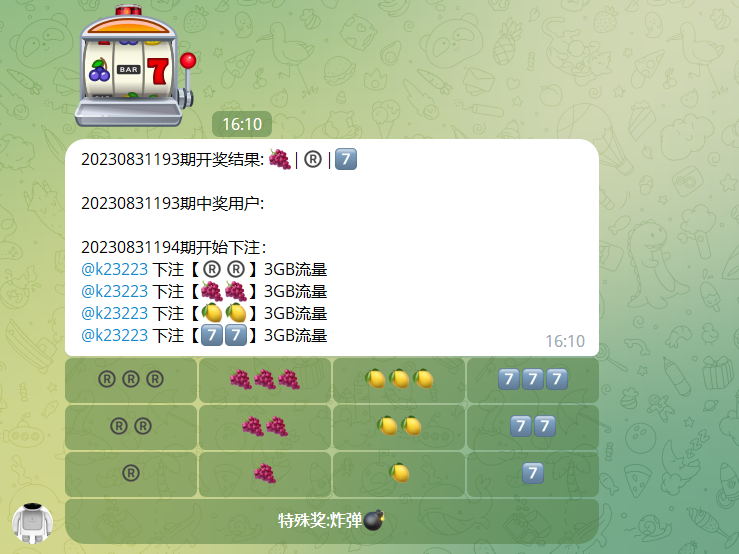 BAR 7
16:10
20230831193期开奖结果: 🍇 | ®️ | 7️⃣
20230831193期中奖用户:
20230831194期开始下注:
@k23223 下注【®️®️】3GB流量
@k23223 下注【🍇🍇】3GB流量
@k23223 下注【🍋🍋】3GB流量
@k23223 下注【7️⃣7️⃣】3GB流量
16:10
®️®️®️ 🍇🍇🍇 🍋🍋🍋 7️⃣7️⃣7️⃣
®️®️ 🍇🍇 🍋🍋 7️⃣7️⃣
®️ 🍇 🍋 7️⃣
特殊奖:炸弹💣